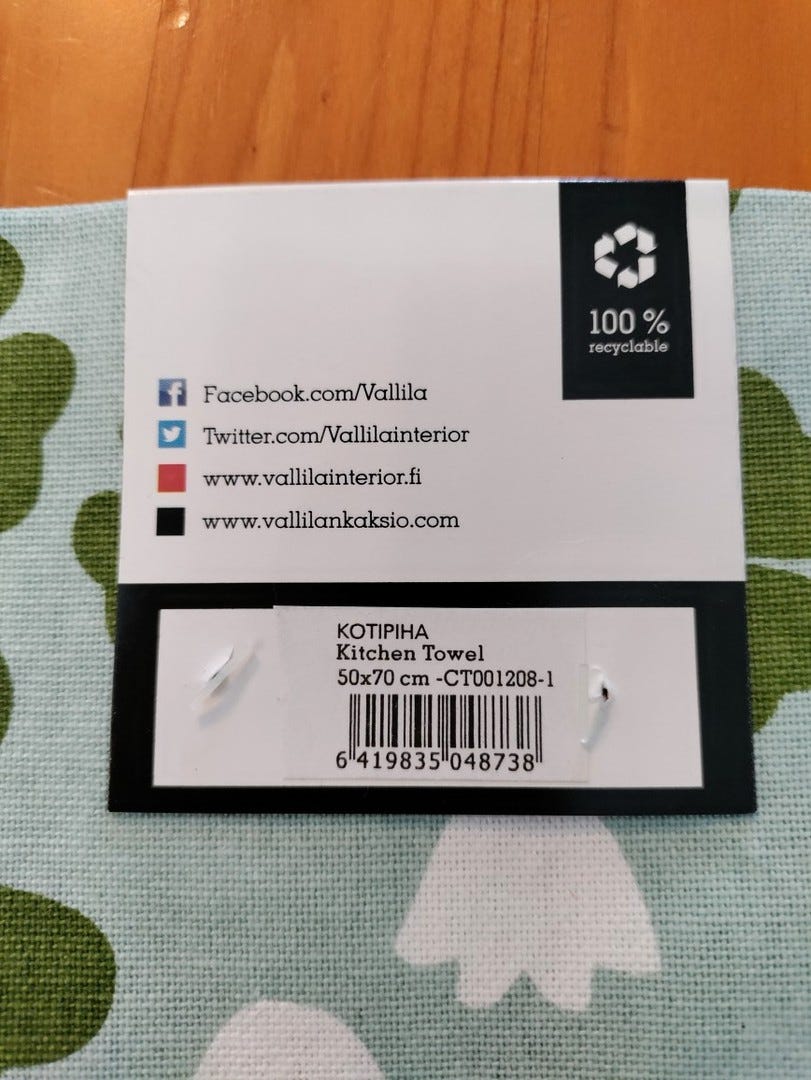 100 %
recyclable
Facebook.com/Vallila
Twitter.com/Vallilainterior
www.vallilainterior.fi
www.vallilankaksio.com
KOTIPIHA
Kitchen Towel
50x70 cm -CT001208-1
6 419835 048738